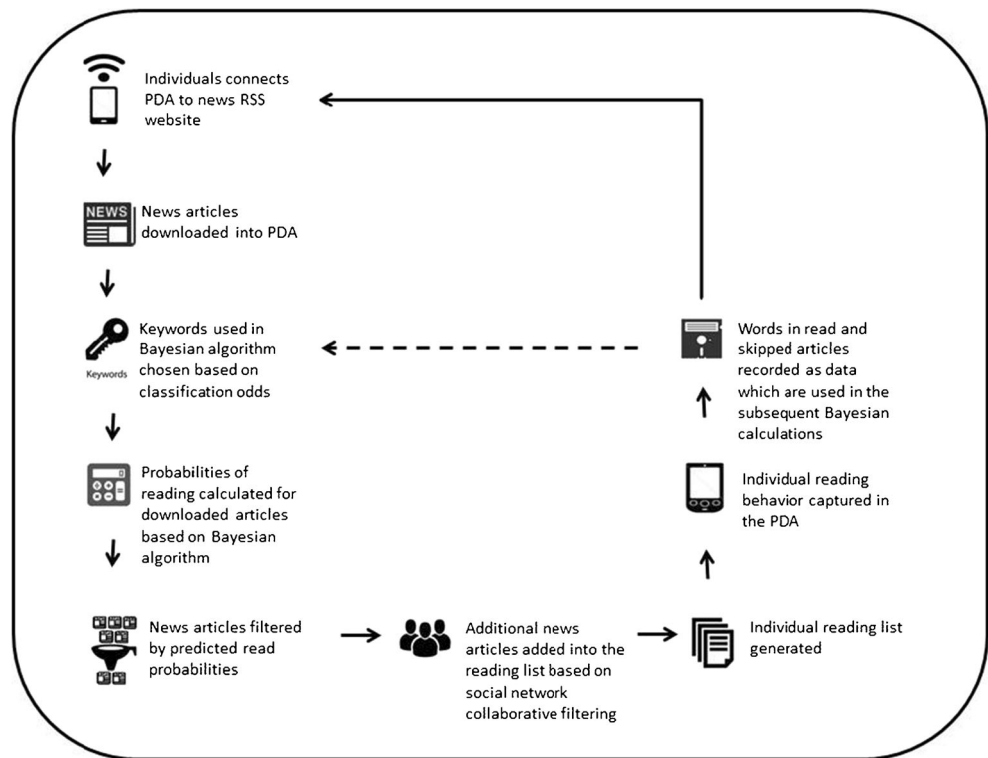 Individuals connects
PDA to news RSS
website
NEWS
News articles
downloaded into PDA
Keywords
Keywords used in
Bayesian algorithm
chosen based on
classification odds
Probabilities of
reading calculated for
downloaded articles
based on Bayesian
algorithm
News articles filtered
by predicted read
probabilities
Additional news
articles added into the
reading list based on
social network
collaborative filtering
Individual reading list
generated
Individual reading
behavior captured in
the PDA
Words in read and
skipped articles
recorded as data
which are used in the
subsequent Bayesian
calculations